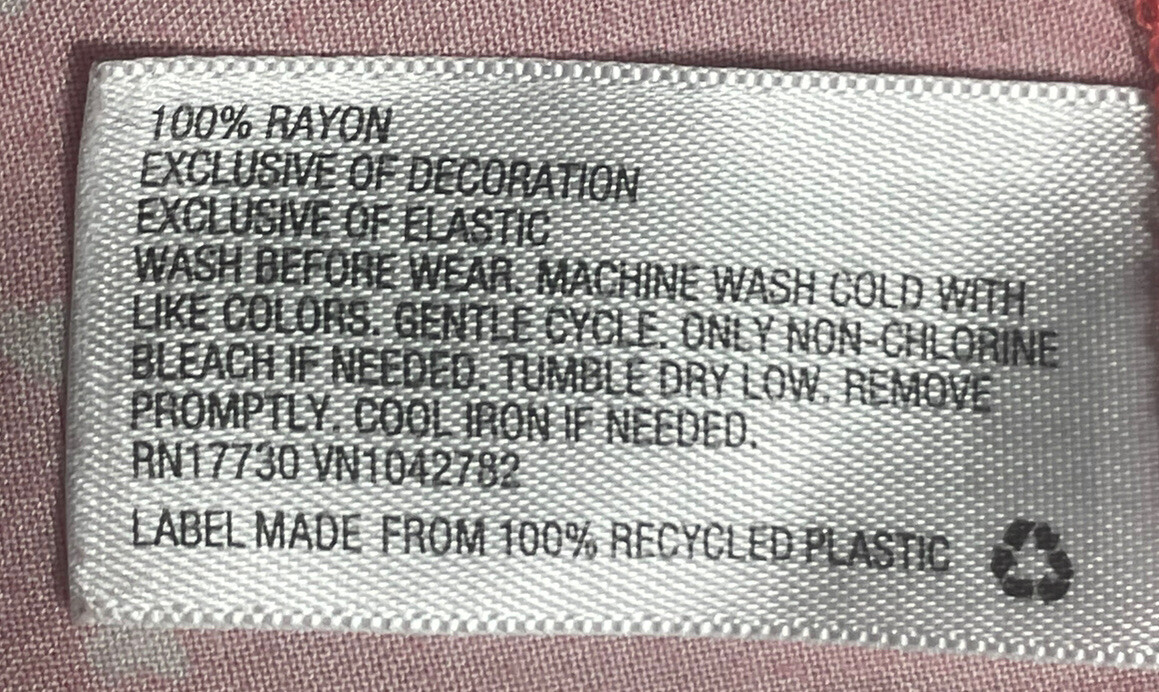 100% RAYON
EXCLUSIVE OF DECORATION
EXCLUSIVE OF ELASTIC
WASH BEFORE WEAR. MACHINE WASH COLD WITH
LIKE COLORS. GENTLE CYCLE. ONLY NON-CHLORINE
BLEACH IF NEEDED. TUMBLE DRY LOW. REMOVE
PROMPTLY. COOL IRON IF NEEDED.
RN17730 VN1042782
LABEL MADE FROM 100% RECYCLED PLASTIC